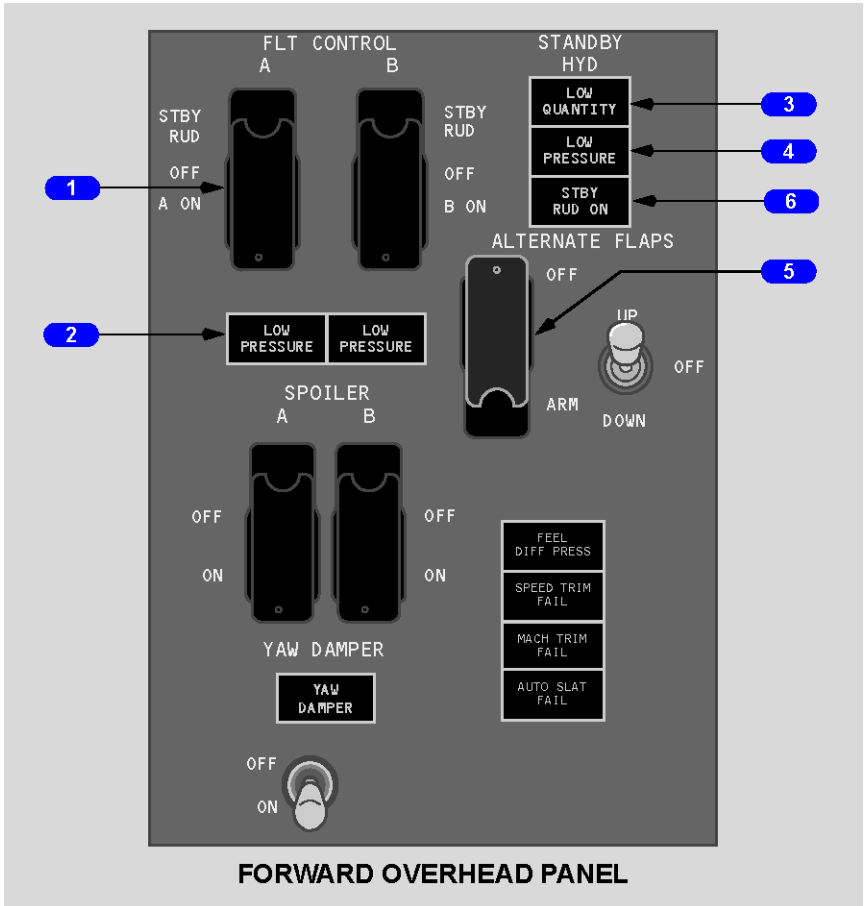 FLT CONTROL
A
B
STANDBY
HYD
LOW
QUANTITY
3
STBY
RUD
STBY
RUD
LOW
PRESSURE
4
OFF
OFF
1
A ON
B ON
STBY
RUD ON
6
ALTERNATE FLAPS
OFF
5
UP
2
LOW
PRESSURE
LOW
PRESSURE
OFF
SPOILER
A
B
ARM
DOWN
OFF
OFF
ON
ON
FEEL
DIFF PRESS
SPEED TRIM
FAIL
MACH TRIM
FAIL
AUTO SLAT
FAIL
YAW DAMPER
YAW
DAMPER
OFF
ON
FORWARD OVERHEAD PANEL